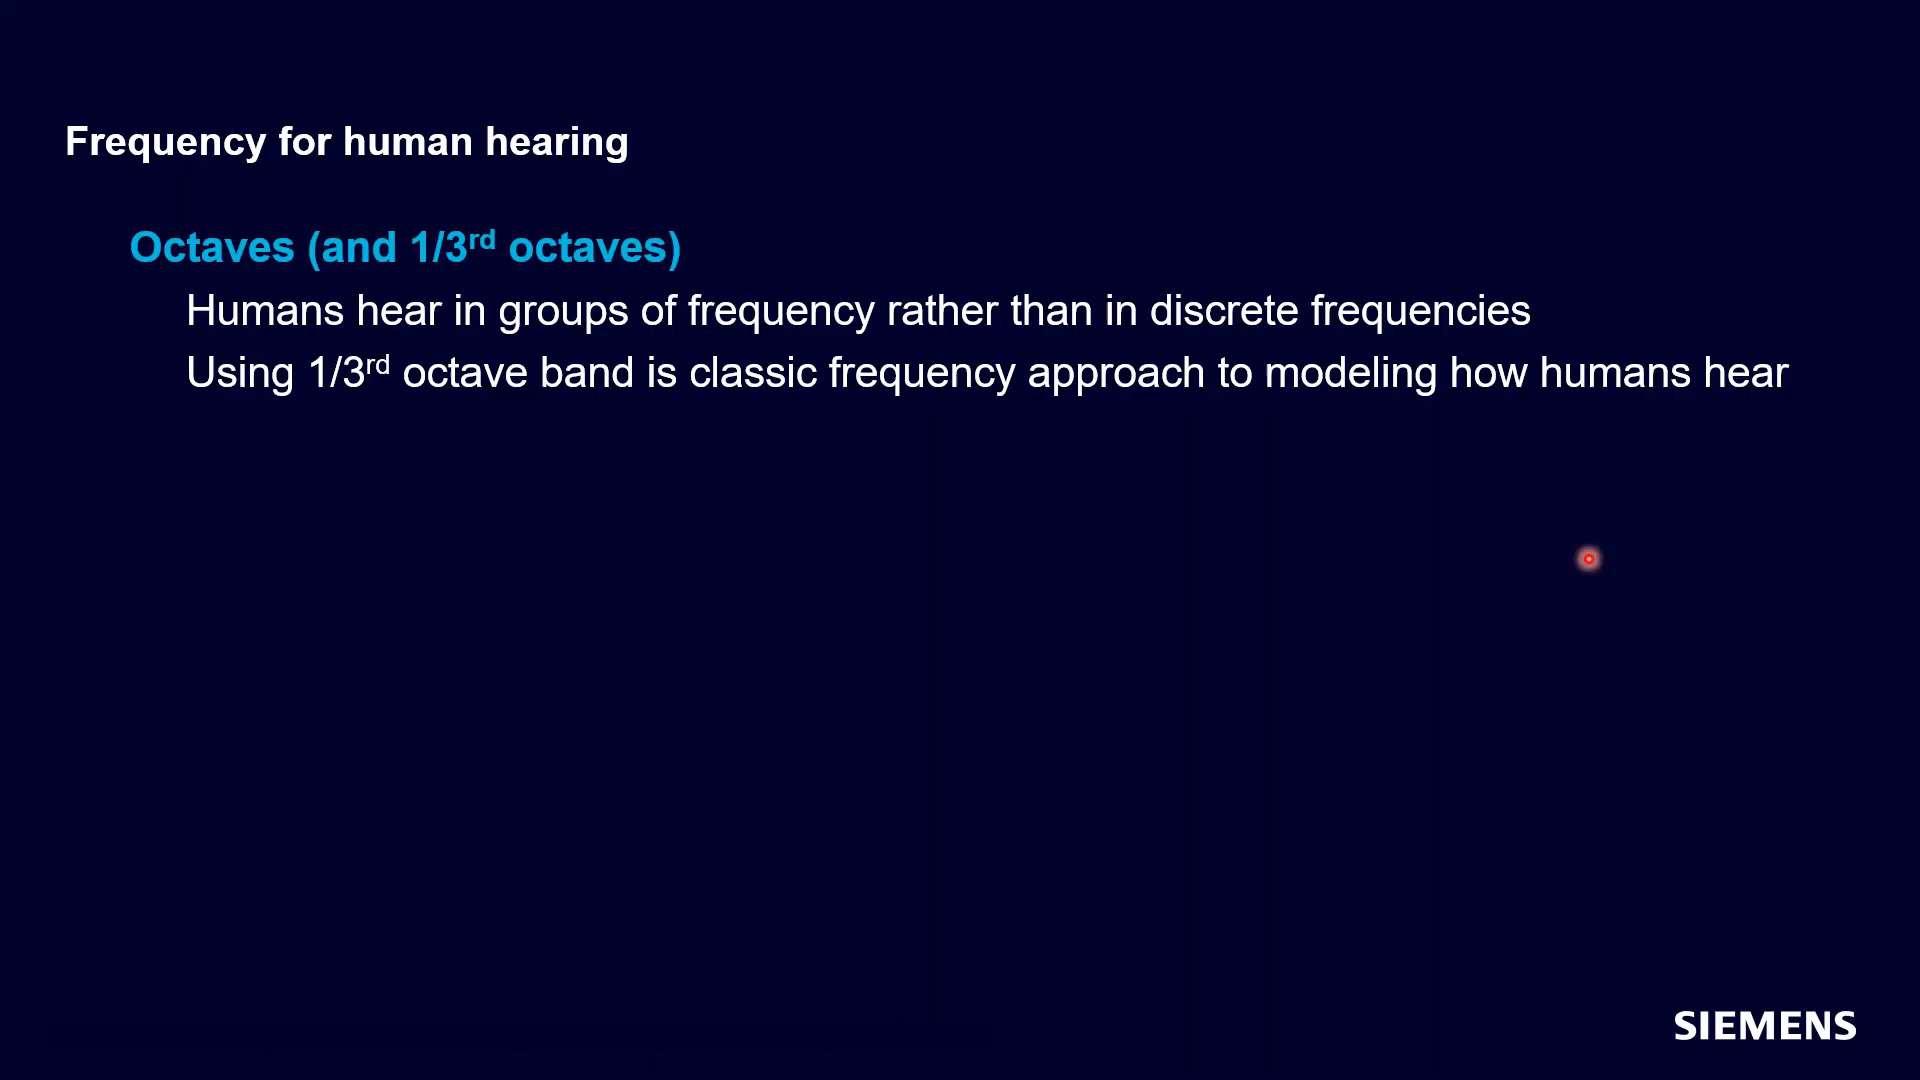 Frequency for human hearing
Octaves (and 1/3rd octaves)
Humans hear in groups of frequency rather than in discrete frequencies
Using 1/3rd octave band is classic frequency approach to modeling how humans hear
SIEMENS